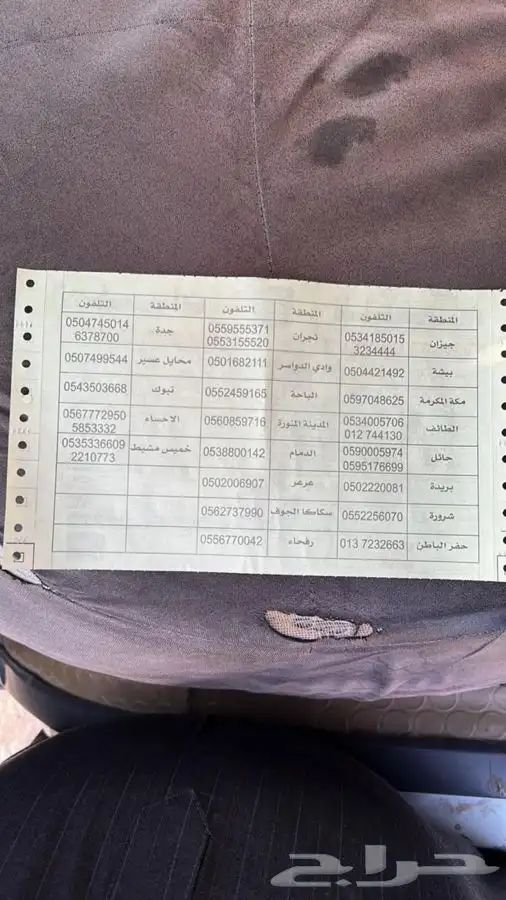 المنطقة التلفون المنطقة التلفون المنطقة التلفون
جيزان 0534185015 3234444 نجران 0559555371 0553155520 جدة 0504745014 6378700
بيشة 0504421492 وادي الدواسر 0501682111 محايل عسير 0507499544
مكة المكرمة 0597048625 الباحة 0552459165 تبوك 0543503668
الطائف 0534005706 012 744130 المدينة المنورة 0560859716 الاحساء 0567772950 5853332
حائل 0590005974 0595176699 الدمام 0538800142 خميس مشيط 0535336609 2210773
بريدة 0502220081 عرعر 0502006907
شرورة 0552256070 سكاكا الجوف 0562737990
حفر الباطن 013 7232663 رفحاء 0556770042
حراج